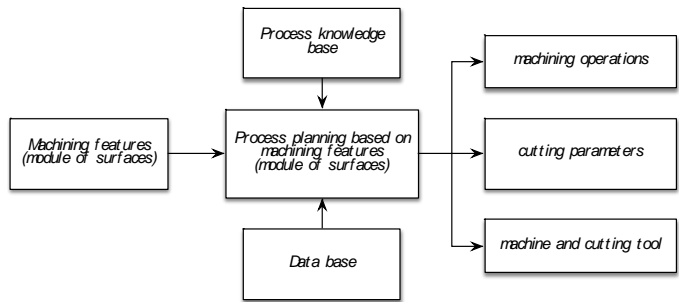 Process knowledge
base
machining operations
Machining features
(module of surfaces)
Process planning based on
machining features
(module of surfaces)
cutting parameters
Data base
machine and cutting tool